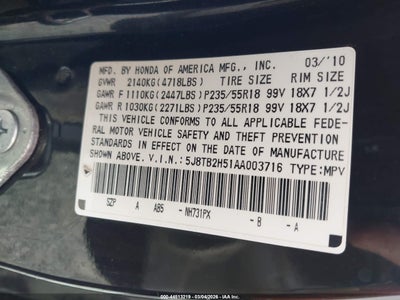 MFD. BY HONDA OF AMERICA MFG., INC. 03/'10
GVWR 2140KG(4718LBS) TIRE SIZE RIM SIZE
GAWR F 1110KG(2447LBS)P235/55R18 99V 18X7 1/2J
GAWR R 1030KG(2271LBS)P235/55R18 99V 18X7 1/2J
THIS VEHICLE CONFORMS TO ALL APPLICABLE FEDE-
RAL MOTOR VEHICLE SAFETY AND THEFT PREVENTION
STANDARDS IN EFFECT ON THE DATE OF MANUFACTURE
SHOWN ABOVE. V.I.N.: 5J8TB2H51AA003716 TYPE:MPV
SZP A AB5- NH731PX -B -A
© 44513219 - 03/04/2026 - IAA Inc.